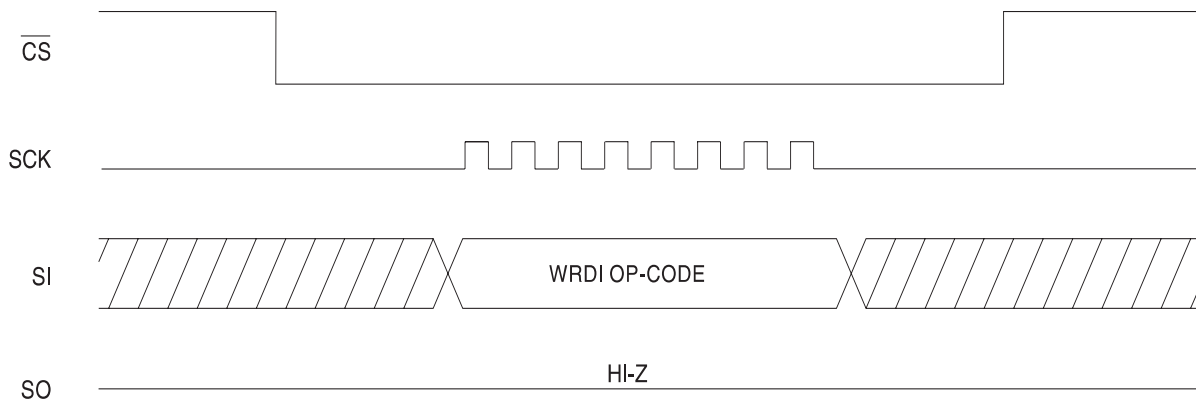 CS
SCK
SI
WRDI OP-CODE
HI-Z
SO